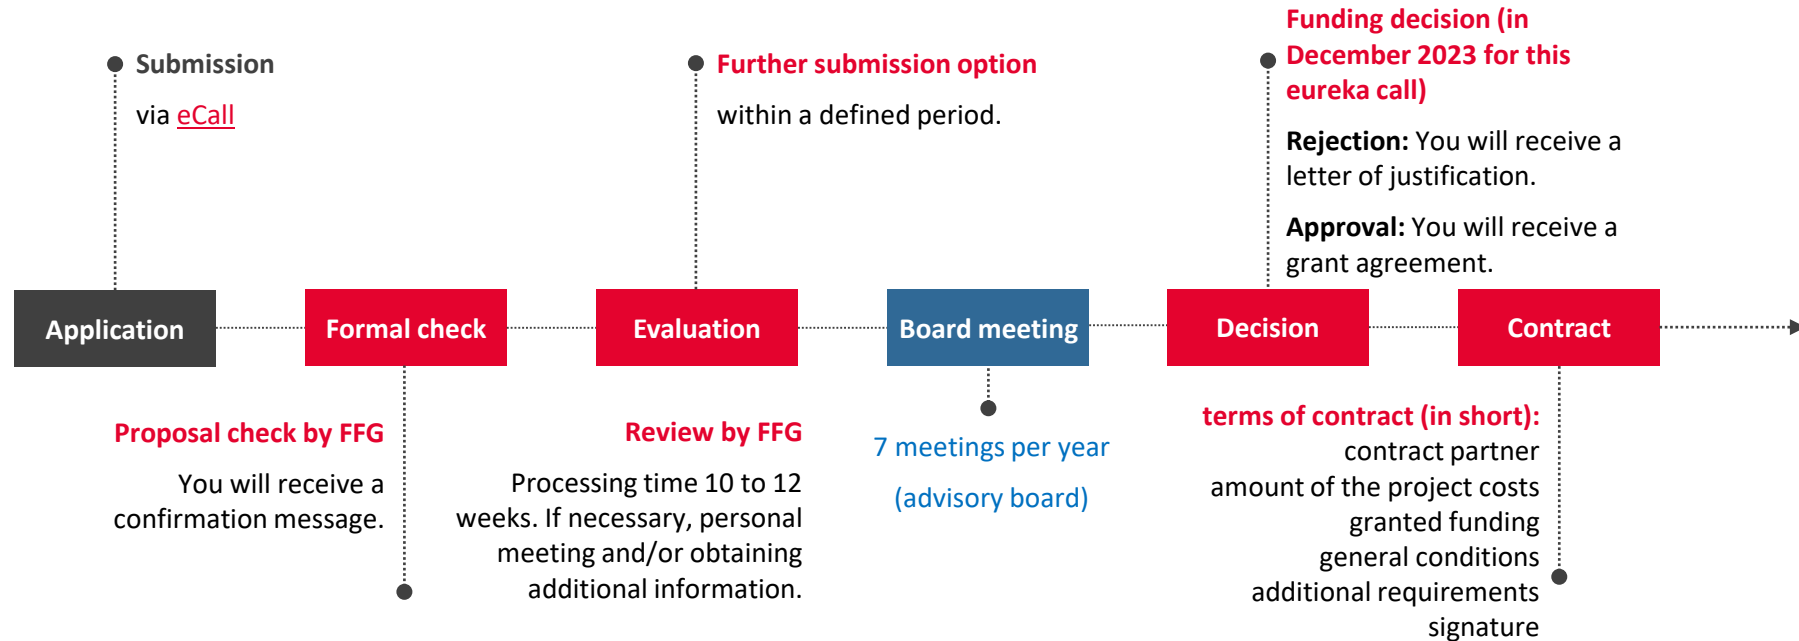 Submission
via eCall
Further submission option
within a defined period.
Funding decision (in
December 2023 for this
eureka call)
Rejection: You will receive a
letter of justification.
Approval: You will receive a
grant agreement.
Application
Formal check
Evaluation
Board meeting
Decision
Contract
Proposal check by FFG
You will receive a
confirmation message.
Review by FFG
Processing time 10 to 12
weeks. If necessary, personal
meeting and/or obtaining
additional information.
7 meetings per year
(advisory board)
terms of contract (in short):
contract partner
amount of the project costs
granted funding
general conditions
additional requirements
signature